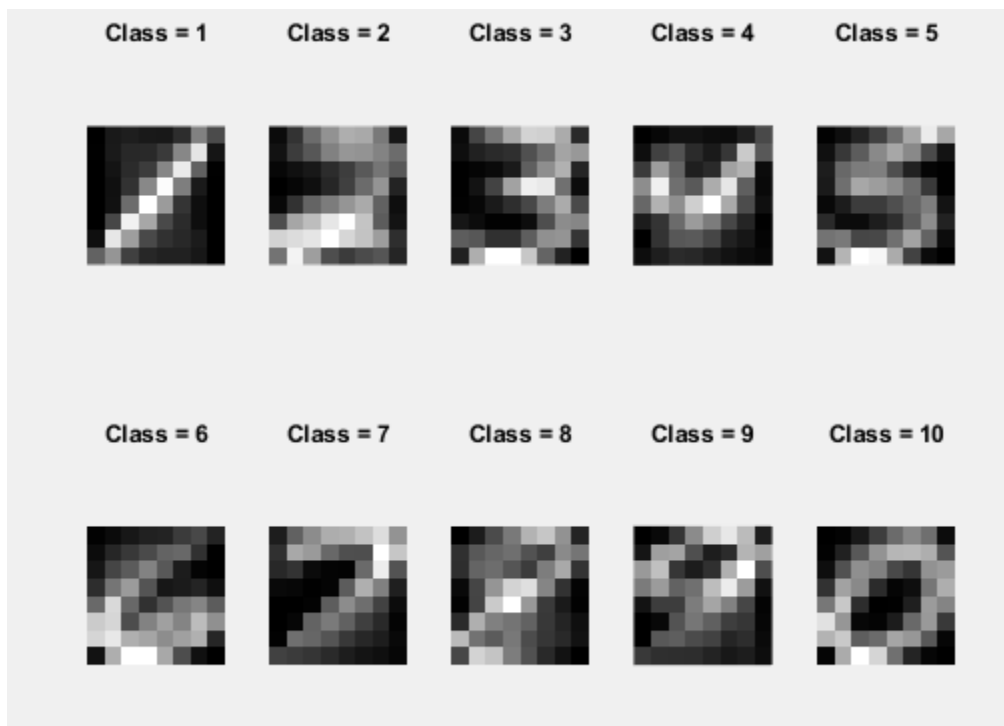 Class = 1 Class = 2 Class = 3 Class = 4 Class = 5
Class = 6 Class = 7 Class = 8 Class = 9 Class = 10